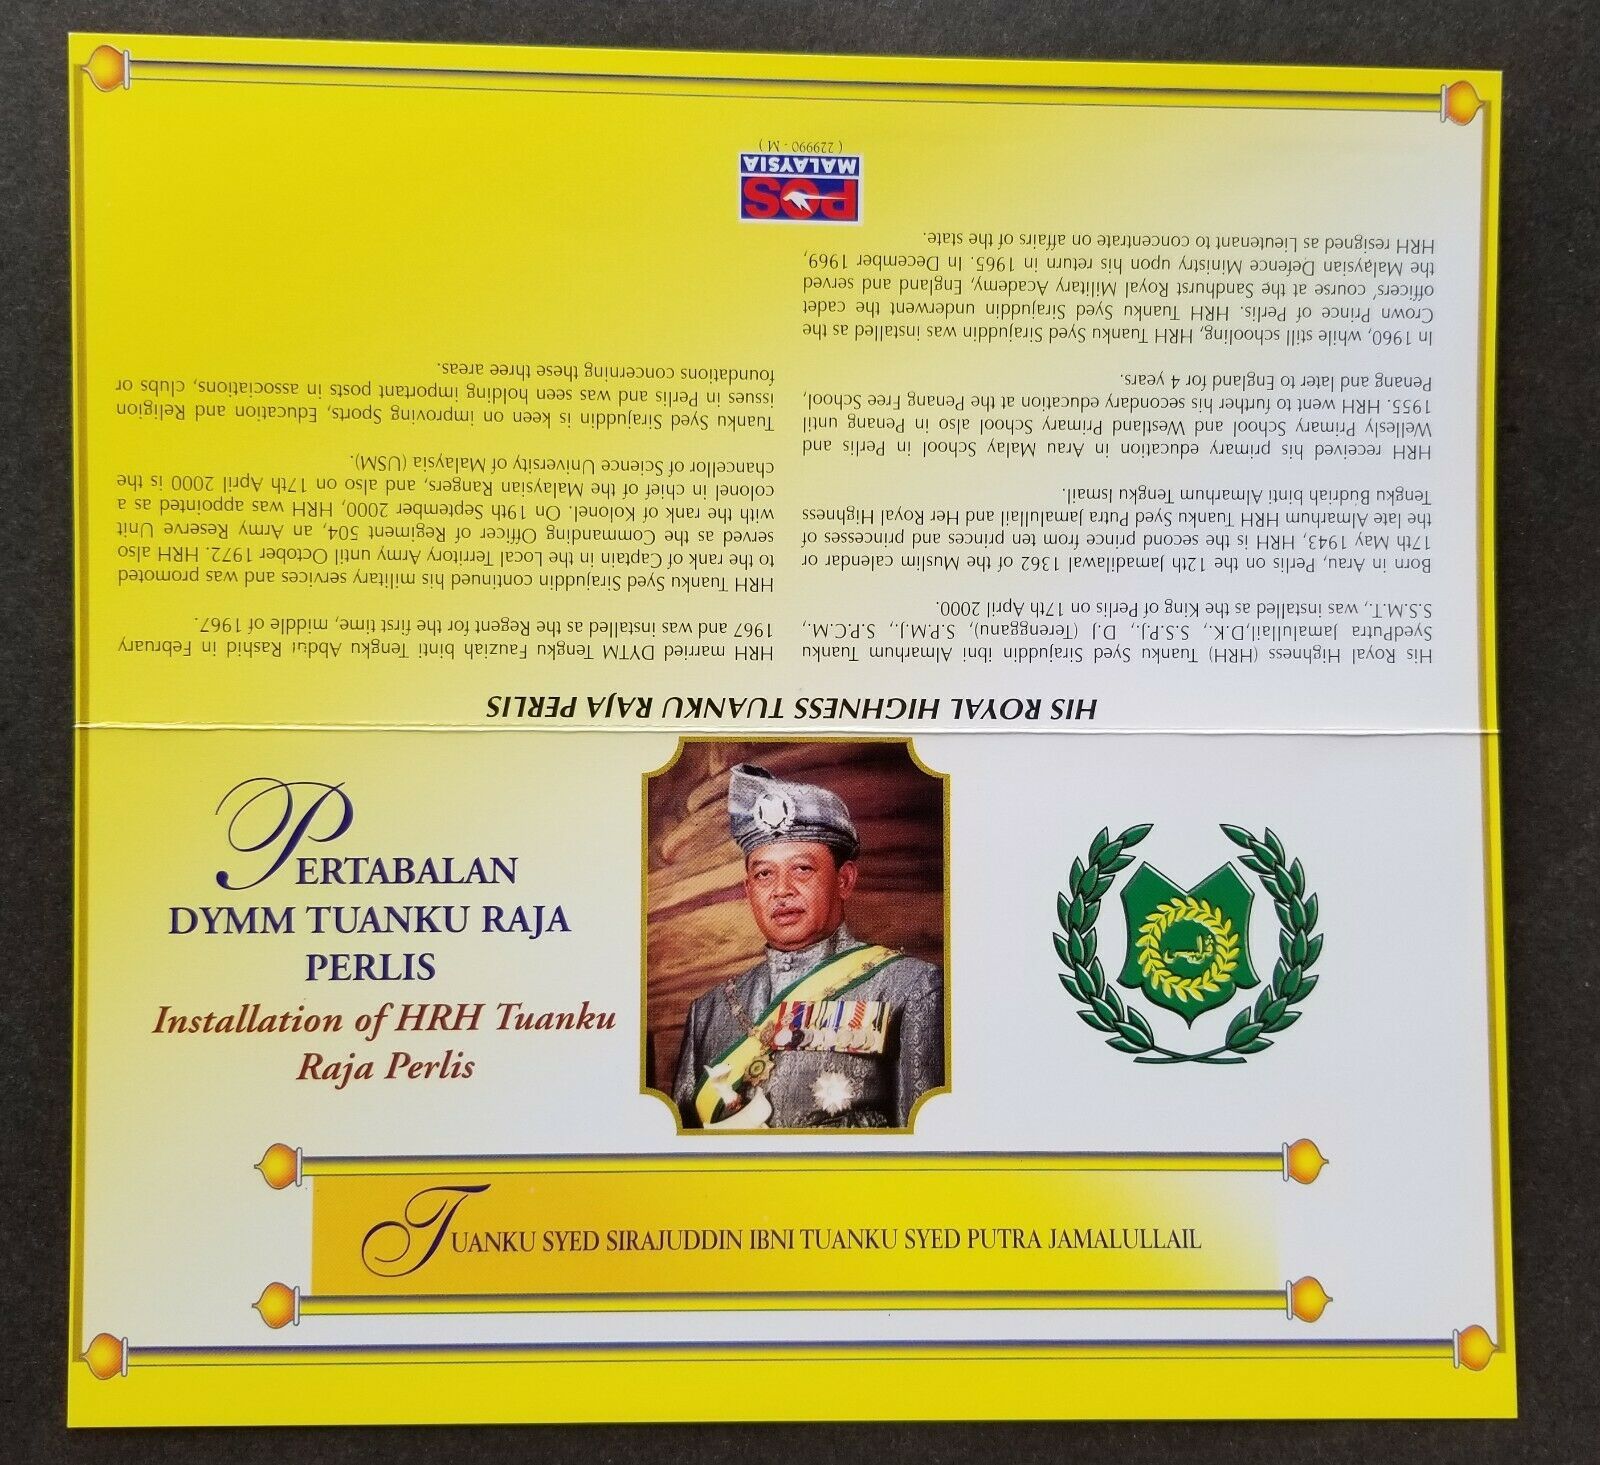 PERTABALAN
DYMM TUANKU RAJA
PERLIS
Installation of HRH Tuanku
Raja Perlis
TUANKU SYED SIRAJUDDIN IBNI TUANKU SYED PUTRA JAMALULLAIL
HIS ROYAL HIGHNESS TUANKU RAJA PERLIS
His Royal Highness (HRH) Tuanku Syed Sirajuddin ibni Almarhum Tuanku
SyedPutra Jamalullail,D.K., S.S.P.J., D.J (Terengganu), S.P.M.J., S.P.C.M.,
S.S.M.T., was installed as the King of Perlis on 17th April 2000.
Born in Arau, Perlis on the 12th Jamadilawal 1362 of the Muslim calendar or
17th May 1943, HRH is the second prince from ten princes and princesses of
the late Almarhum HRH Tuanku Syed Putra Jamalullail and Her Royal Highness
Tengku Budriah binti Almarhum Tengku Ismail.
HRH received his primary education in Arau Malay School in Perlis and
Wellesly Primary School and Westland Primary School also in Penang until
1955. HRH went to further his secondary education at the Penang Free School,
Penang and later to England for 4 years.
In 1960, while still schooling, HRH Tuanku Syed Sirajuddin was installed as the
Crown Prince of Perlis. HRH Tuanku Syed Sirajuddin underwent the cadet
officers' course at the Sandhurst Royal Military Academy, England and served
the Malaysian Defence Ministry upon his return in 1965. In December 1969,
HRH resigned as Lieutenant to concentrate on affairs of the state.
HRH married DYTM Tengku Fauziah binti Tengku Abdul Rashid in February
1967 and was installed as the Regent for the first time, middle of 1967.
HRH Tuanku Syed Sirajuddin continued his military services and was promoted
to the rank of Captain in the Local Territory Army until October 1972. HRH also
served as the Commanding Officer of Regiment 504, an Army Reserve Unit
with the rank of Kolonel. On 19th September 2000, HRH was appointed as a
colonel in chief of the Malaysian Rangers, and also on 17th April 2000 is the
chancellor of Science University of Malaysia (USM).
Tuanku Syed Sirajuddin is keen on improving Sports, Education and Religion
issues in Perlis and was seen holding important posts in associations, clubs or
foundations concerning these three areas.
POS
MALAYSIA
( 229990 - M )